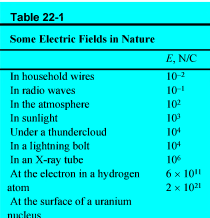 Table 22-1
Some Electric Fields in Nature
E, N/C
In household wires 10⁻²
In radio waves 10⁻¹
In the atmosphere 10²
In sunlight 10³
Under a thundercloud 10⁴
In a lightning bolt 10⁴
In an X-ray tube 10⁶
At the electron in a hydrogen 6 × 10¹¹
atom 2 × 10²¹
At the surface of a uranium
nucleus